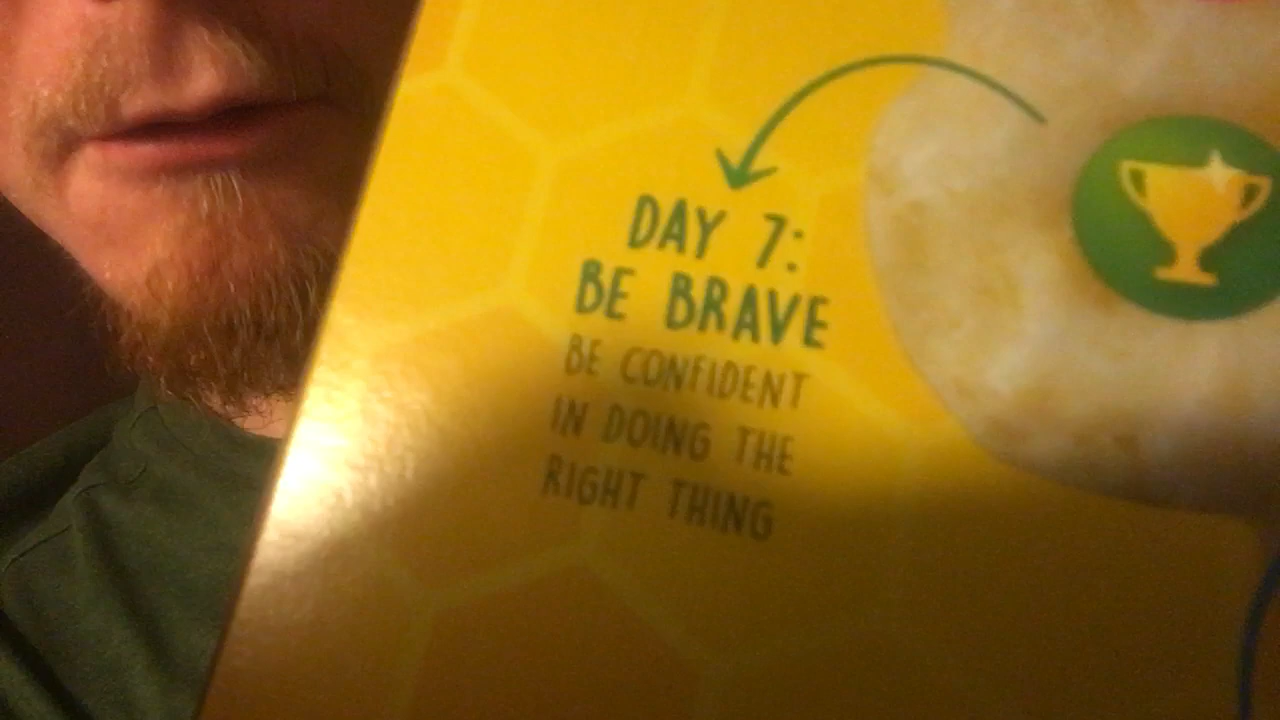 DAY 7:
BE BRAVE
BE CONFIDENT
IN DOING THE
RIGHT THING